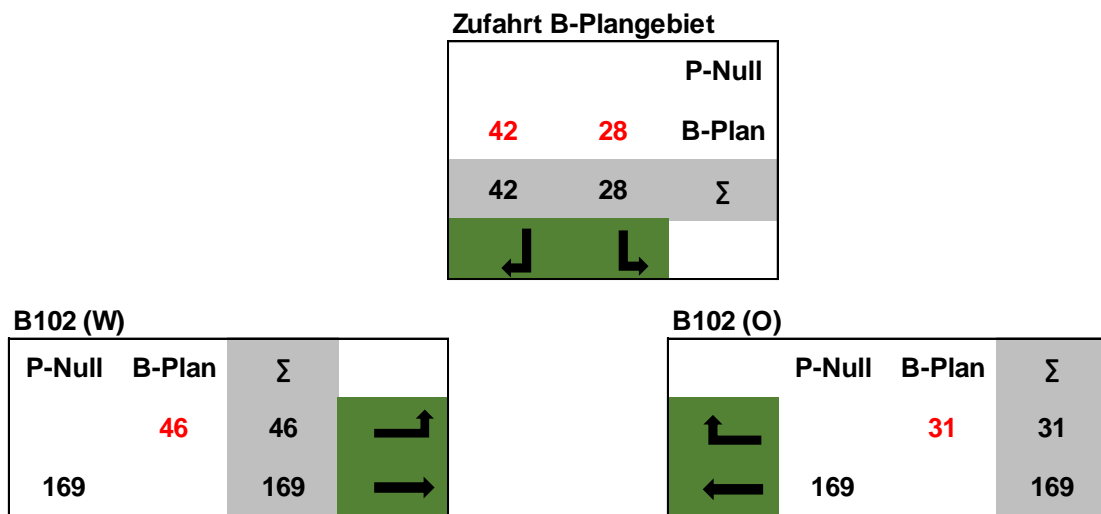 Zufahrt B-Plangebiet
P-Null
42 28 B-Plan
42 28 Σ
B102 (W)
P-Null B-Plan Σ
46 46
169 169
B102 (O)
P-Null B-Plan Σ
31 31
169 169